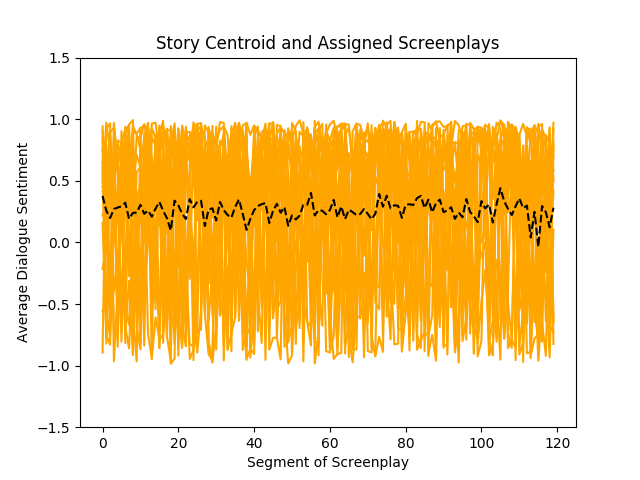 Story Centroid and Assigned Screenplays
1.5
1.0
0.5
0.0
−0.5
−1.0
−1.5
Average Dialogue Sentiment
0 20 40 60 80 100 120
Segment of Screenplay